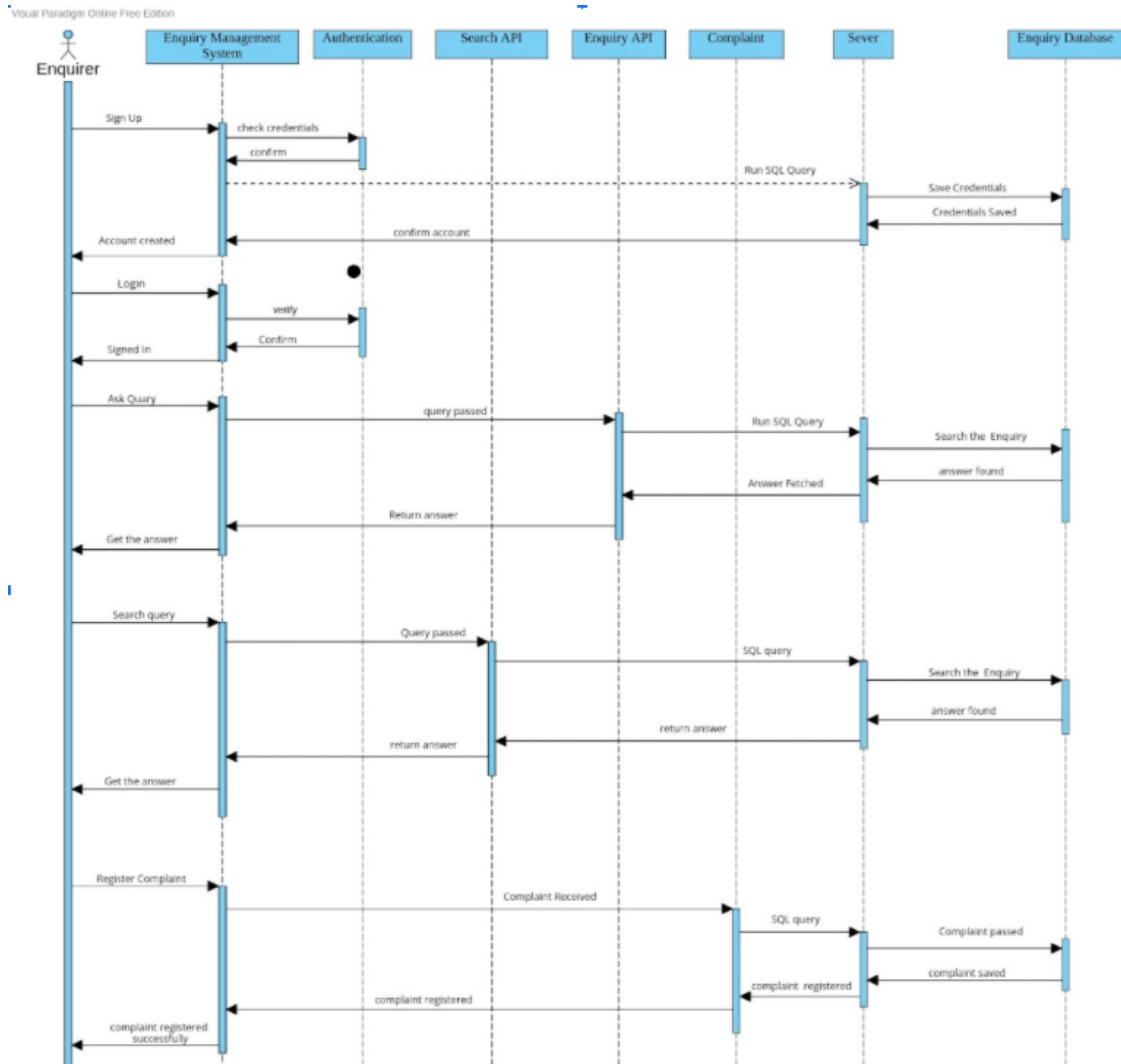 Visual Paradigm Online Free Edition
Enquirer
Enquiry Management
System
Authentication
Search API
Enquiry API
Complaint
Sever
Enquiry Database
Sign Up
check credentials
confirm
Run SQL Query
Save Credentials
Credentials Saved
confirm account
Account created
Login
verify
Confirm
Signed In
Ask Quary
query passed
Run SQL Query
Search the Enquiry
answer found
Answer Fetched
Return answer
Get the answer
Search query
Query passed
SQL query
Search the Enquiry
answer found
return answer
return answer
Get the answer
Register Complaint
Complaint Received
SQL query
Complaint passed
complaint saved
complaint registered
complaint registered
complaint registered
successfully